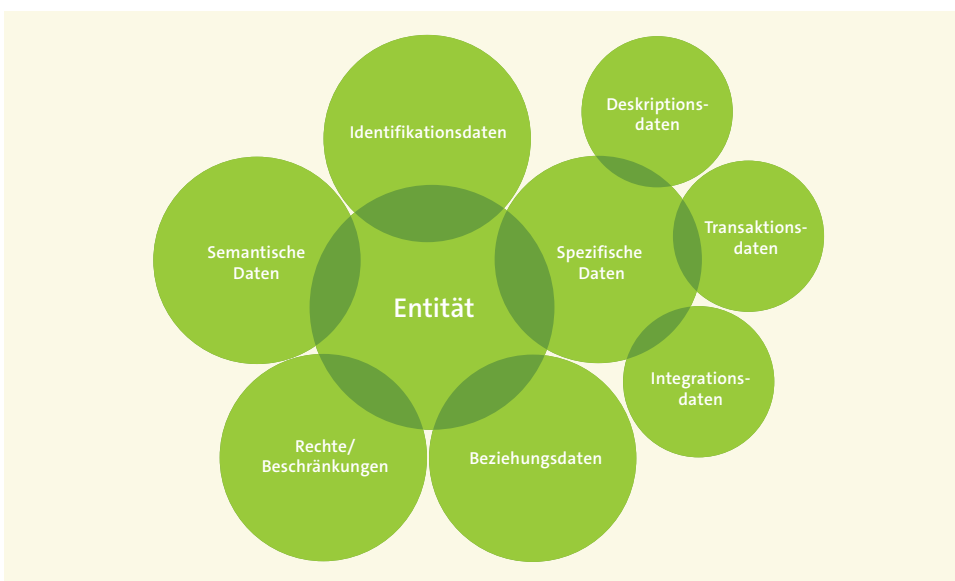 Deskriptions-
daten
Identifikationsdaten
Transaktions-
daten
Semantische
Daten
Spezifische
Daten
Entität
Integrations-
daten
Rechte/
Beschränkungen
Beziehungsdaten